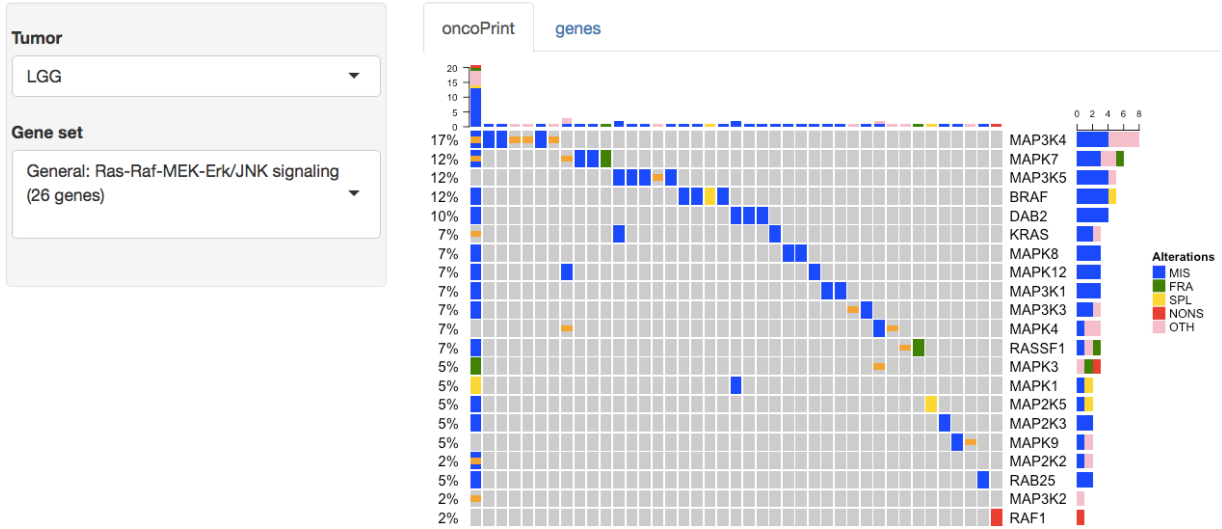 Tumor
LGG
Gene set
General: Ras-Raf-MEK-Erk/JNK signaling
(26 genes)
oncoPrint genes
20
15
10
5
0
0 2 4 6 8
17% MAP3K4
12% MAPK7
12% MAP3K5
12% BRAF
10% DAB2
7% KRAS
7% MAPK8
7% MAPK12
7% MAP3K1
7% MAP3K3
7% MAPK4
7% RASSF1
5% MAPK3
5% MAPK1
5% MAP2K5
5% MAP2K3
5% MAPK9
2% MAP2K2
5% RAB25
2% MAP3K2
2% RAF1
Alterations
MIS
FRA
SPL
NONS
OTH